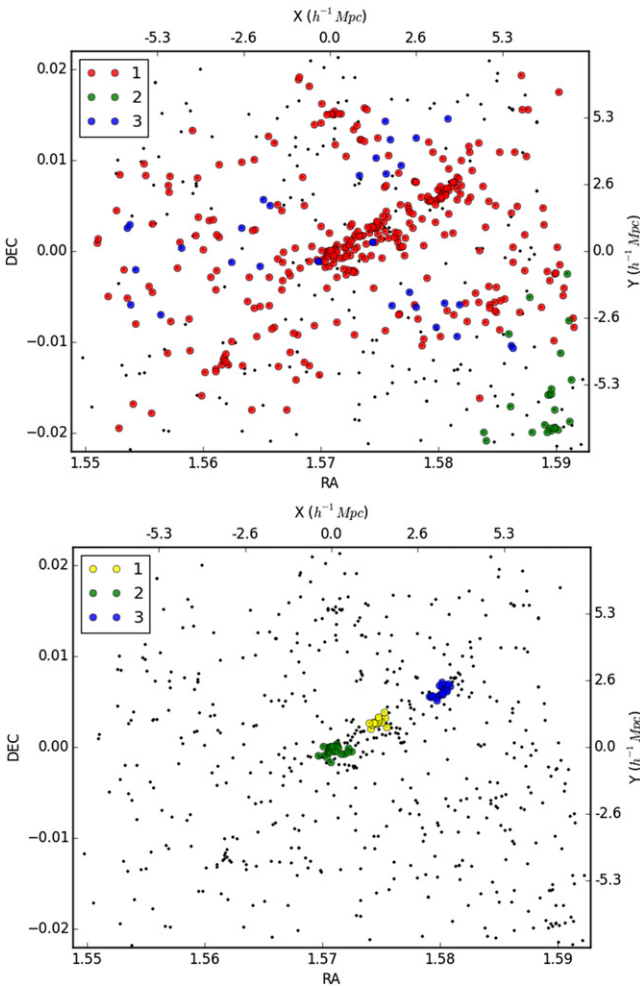 X (h⁻¹ Mpc)
-5.3 -2.6 0.0 2.6 5.3
1
2
3
0.02
0.01
0.00
−0.01
−0.02
DEC
5.3
2.6
0.0
-2.6
-5.3
Y (h⁻¹ Mpc)
1.55 1.56 1.57 1.58 1.59
RA
X (h⁻¹ Mpc)
-5.3 -2.6 0.0 2.6 5.3
1
2
3
0.02
0.01
0.00
−0.01
−0.02
DEC
5.3
2.6
0.0
-2.6
-5.3
Y (h⁻¹ Mpc)
1.55 1.56 1.57 1.58 1.59
RA